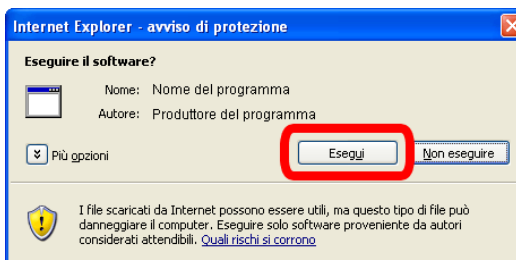 Internet Explorer - avviso di protezione
Eseguire il software?
Nome: Nome del programma
Autore: Produttore del programma
Più opzioni
Esegui
Non eseguire
I file scaricati da Internet possono essere utili, ma questo tipo di file può
danneggiare il computer. Eseguire solo software proveniente da autori
considerati attendibili. Quali rischi si corrono